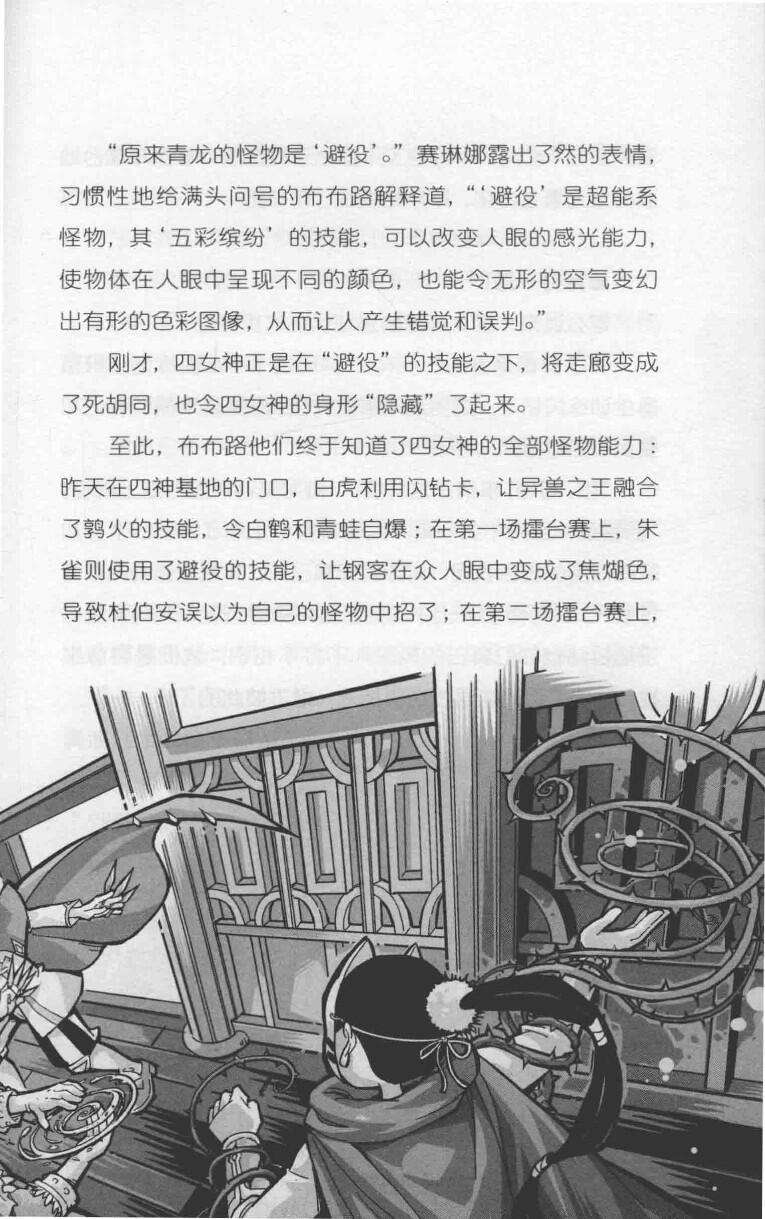 “原来青龙的怪物是‘避役’。”赛琳娜露出了然的表情，
习惯性地给满头问号的布布路解释道，“‘避役’是超能系
怪物，其‘五彩缤纷’的技能，可以改变人眼的感光能力，
使物体在人眼中呈现不同的颜色，也能令无形的空气变幻
出有形的色彩图像，从而让人产生错觉和误判。”
刚才，四女神正是在“避役”的技能之下，将走廊变成
了死胡同，也令四女神的身形“隐藏”了起来。
至此，布布路他们终于知道了四女神的全部怪物能力：
昨天在四神基地的门口，白虎利用闪钻卡，让异兽之王融合
了鹑火的技能，令白鹤和青蛙自爆；在第一场擂台赛上，朱
雀则使用了避役的技能，让钢客在众人眼中变成了焦煳色，
导致杜伯安误以为自己的怪物中招了；在第二场擂台赛上，